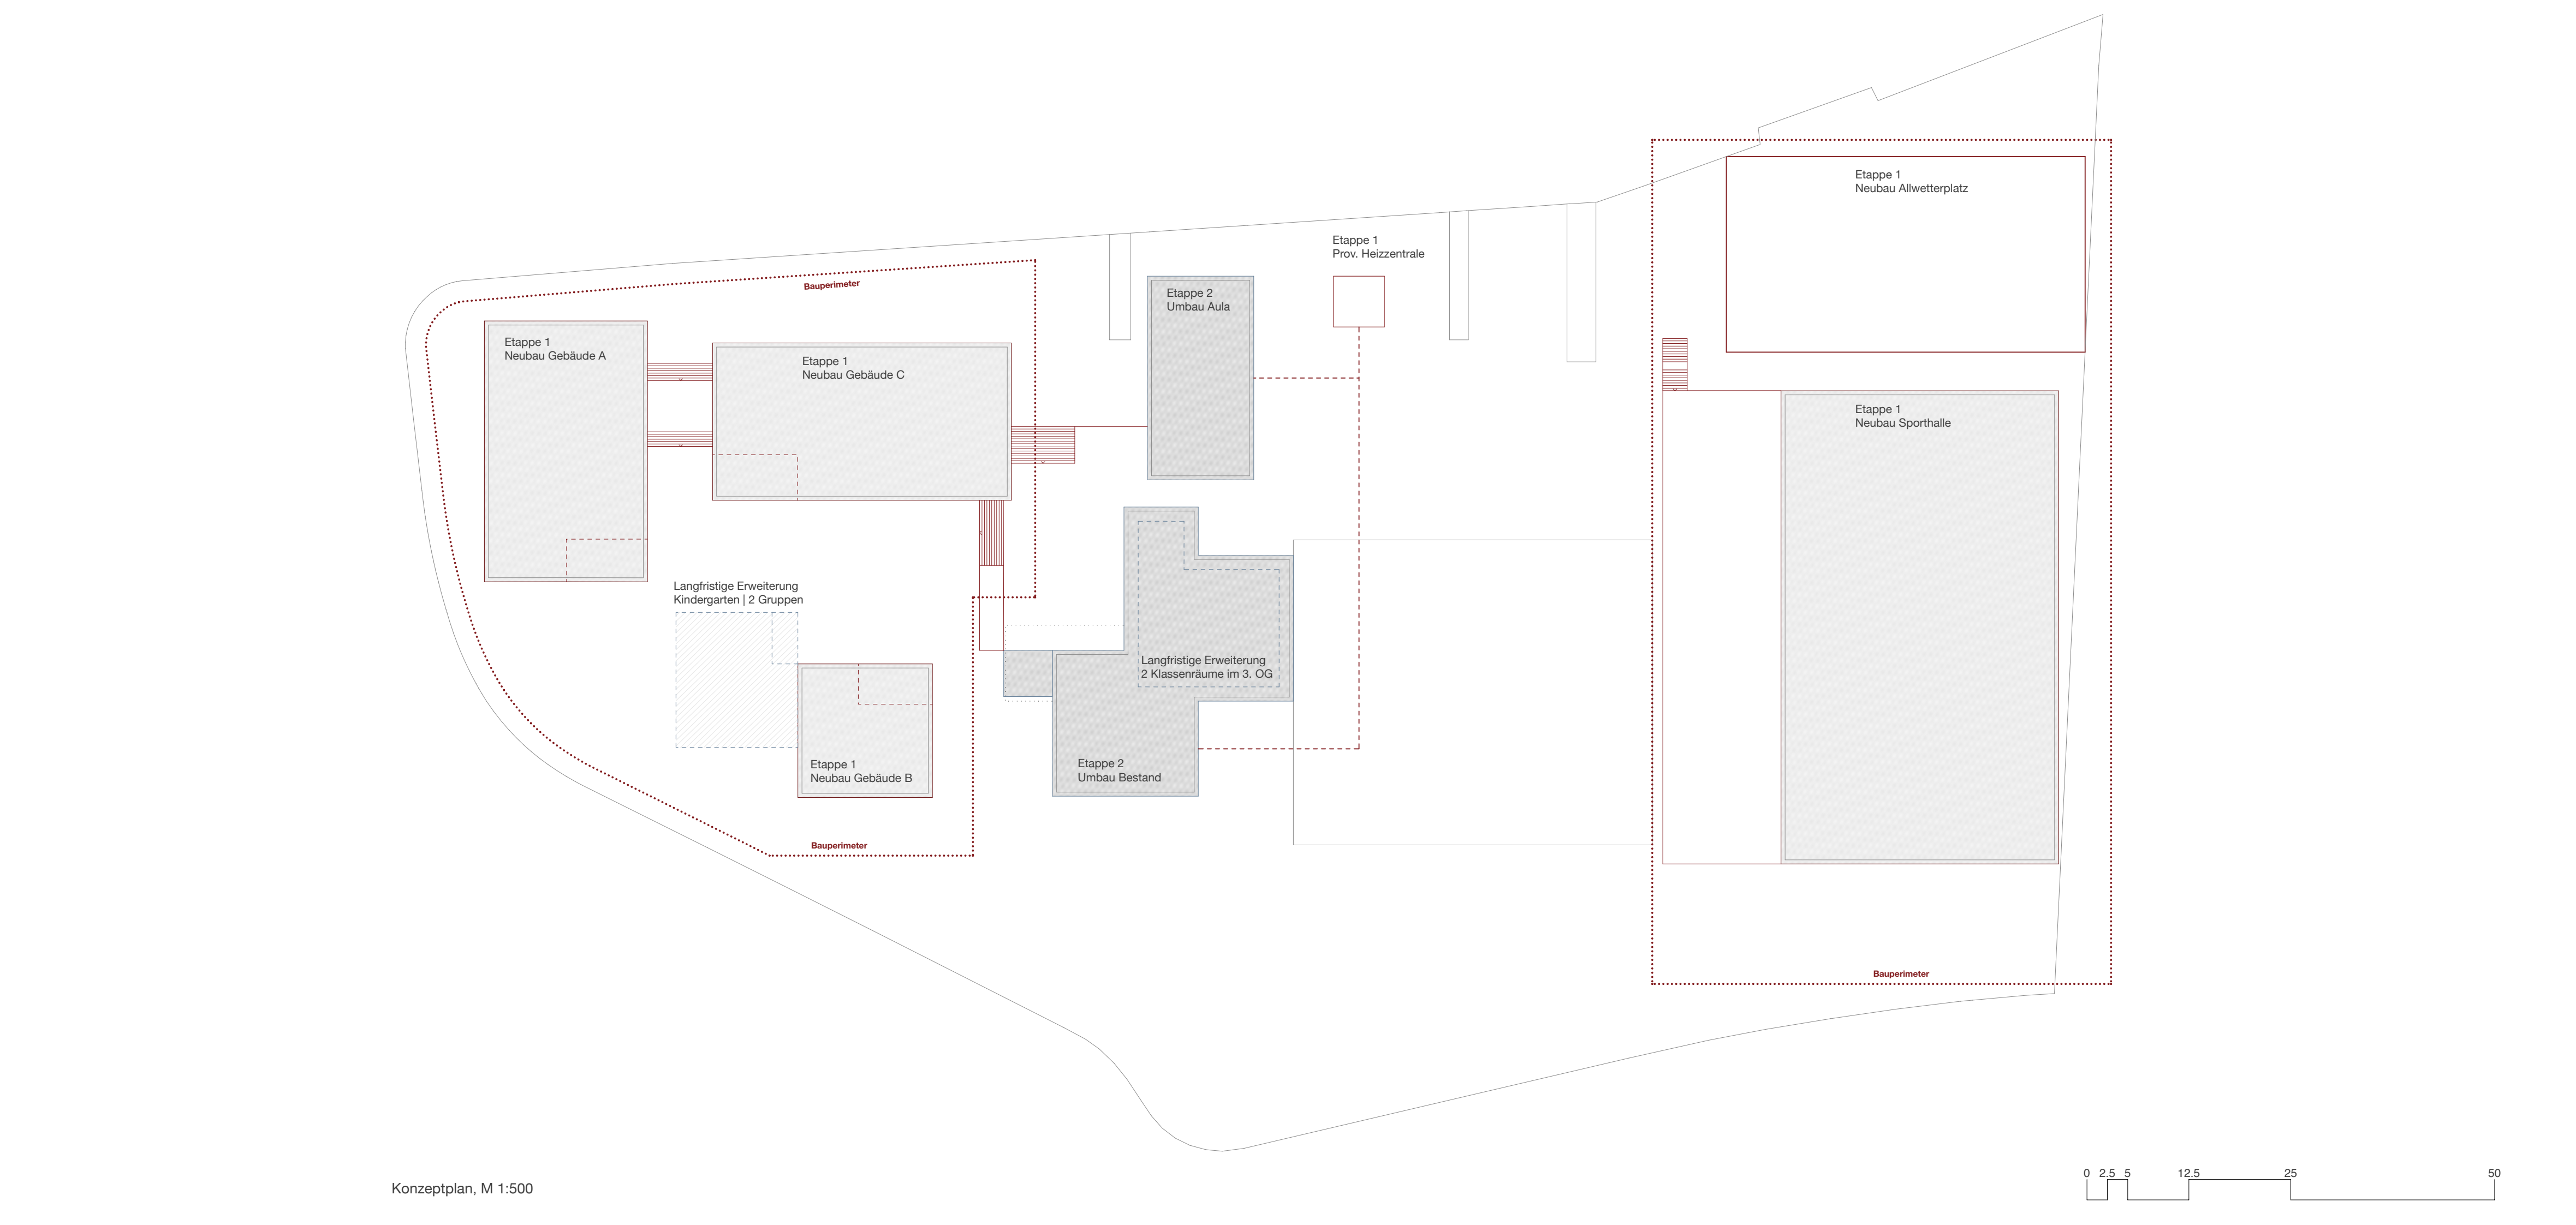 Etappe 1
Neubau Allwetterplatz
Etappe 1
Prov. Heizzentrale
Bauperimeter
Etappe 2
Umbau Aula
Etappe 1
Neubau Gebäude A
Etappe 1
Neubau Gebäude C
Etappe 1
Neubau Sporthalle
Langfristige Erweiterung
Kindergarten | 2 Gruppen
Langfristige Erweiterung
2 Klassenräume im 3. OG
Etappe 1
Neubau Gebäude B
Etappe 2
Umbau Bestand
Bauperimeter
Bauperimeter
Konzeptplan, M 1:500
0 2.5 5 12.5 25 50